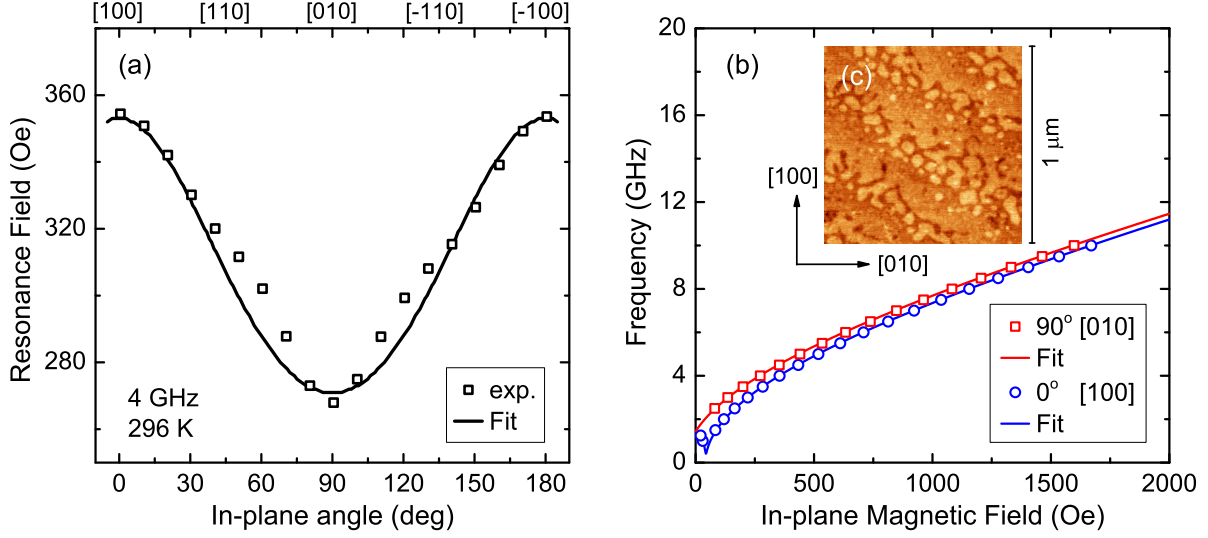 [100] [110] [010] [-110] [-100]
(a)
360
320
280
Resonance Field (Oe)
4 GHz
296 K
exp.
Fit
0 30 60 90 120 150 180
In-plane angle (deg)
(b)
(c)
1 μm
[100]
[010]
20
16
12
8
4
0
Frequency (GHz)
90° [010]
Fit
0° [100]
Fit
0 500 1000 1500 2000
In-plane Magnetic Field (Oe)